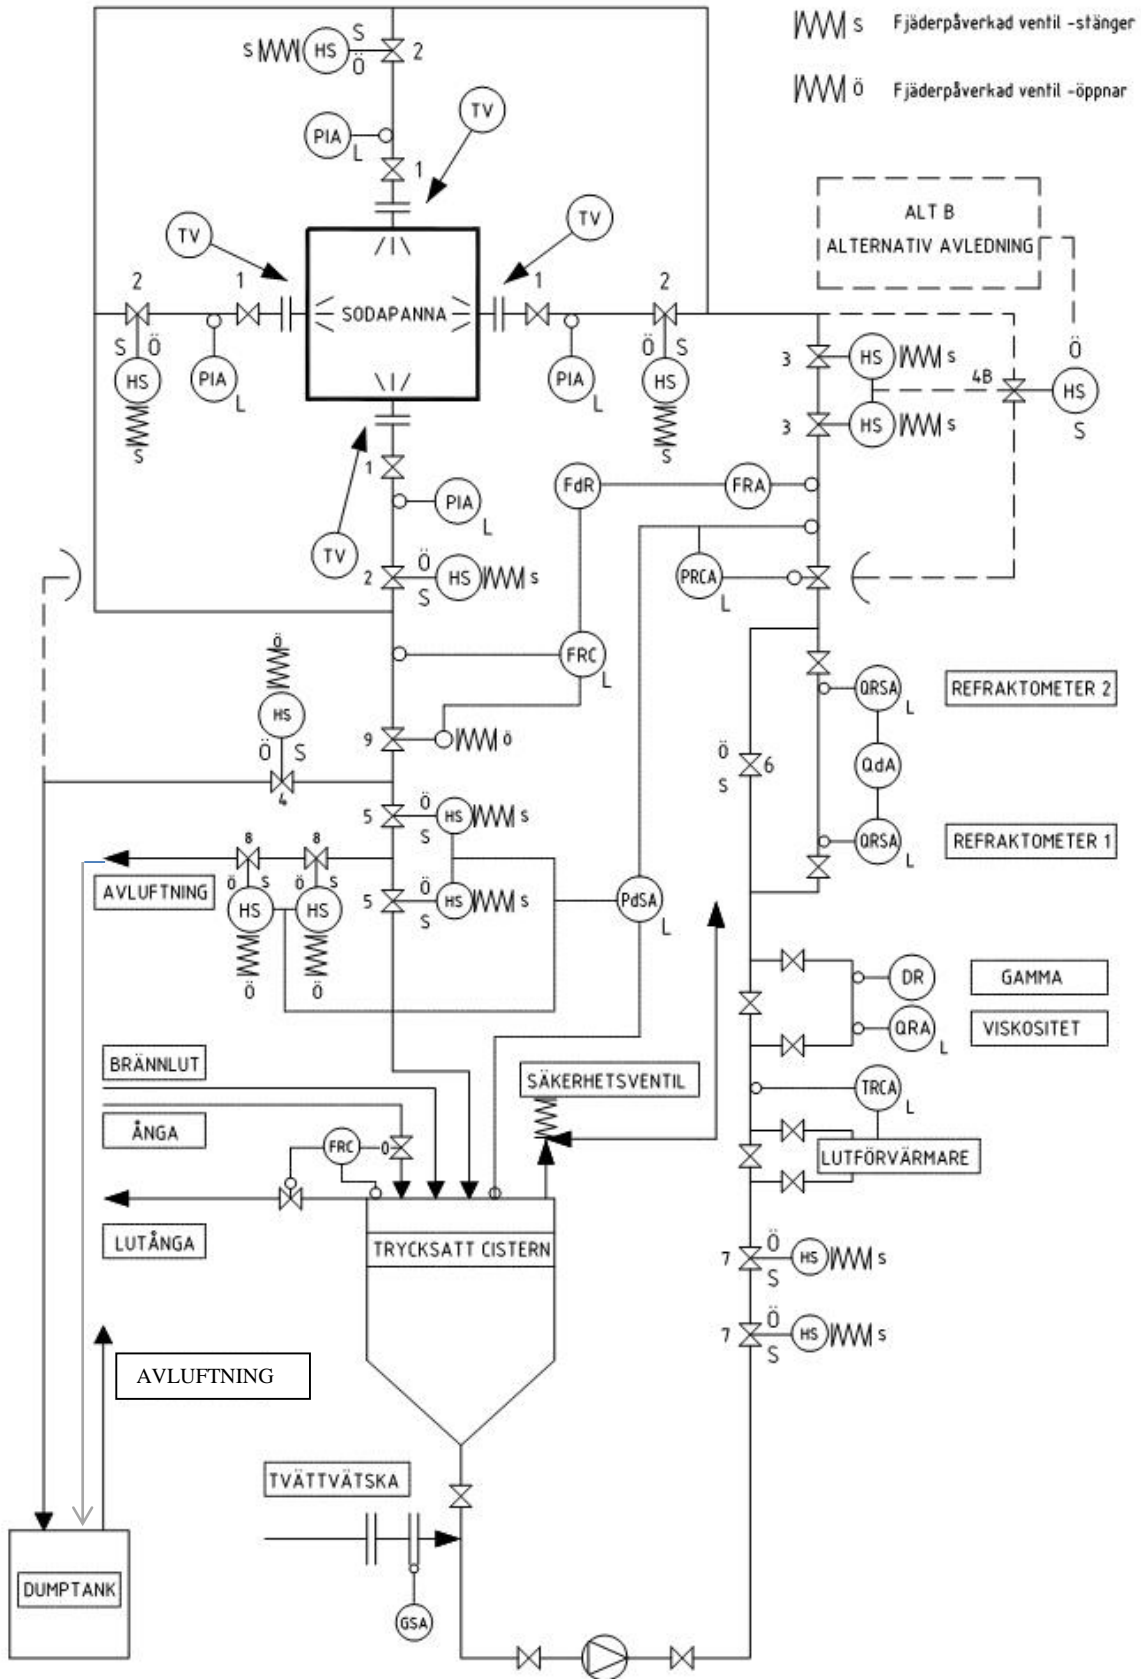 S Fjäderpåverkad ventil -stänger
S HS S Ö 2
Ö Fjäderpåverkad ventil -öppnar
TV
PIA L
1
ALT B
ALTERNATIV AVLEDNING
TV
TV
2 1
SODAPANNA
1 2
S Ö HS S
PIA L
PIA L
Ö S HS S
3 HS S
4B
Ö HS S
3 HS S
1
PIA L
FdR
FRA
TV
2 Ö S HS S
PRCA L
Ö HS Ö S 4
FRC L
QRSA L
REFRAKTOMETER 2
9 Ö
Ö S 6
QdA
5 Ö S HS S
QRSA L
REFRAKTOMETER 1
8 8
AVLUFTNING
Ö S Ö S
HS HS
Ö Ö
5 Ö S HS S
PdSA L
DR
GAMMA
QRA L
VISKOSITET
BRÄNNLUT
SÄKERHETSVENTIL
TRCA L
ÅNGA
FRC 0
LUTFÖRVÄRMARE
LUTÅNGA
TRYCKSATT CISTERN
7 Ö S HS S
7 Ö S HS S
AVLUFTNING
TVÄTTVÄTSKA
DUMPTANK
GSA